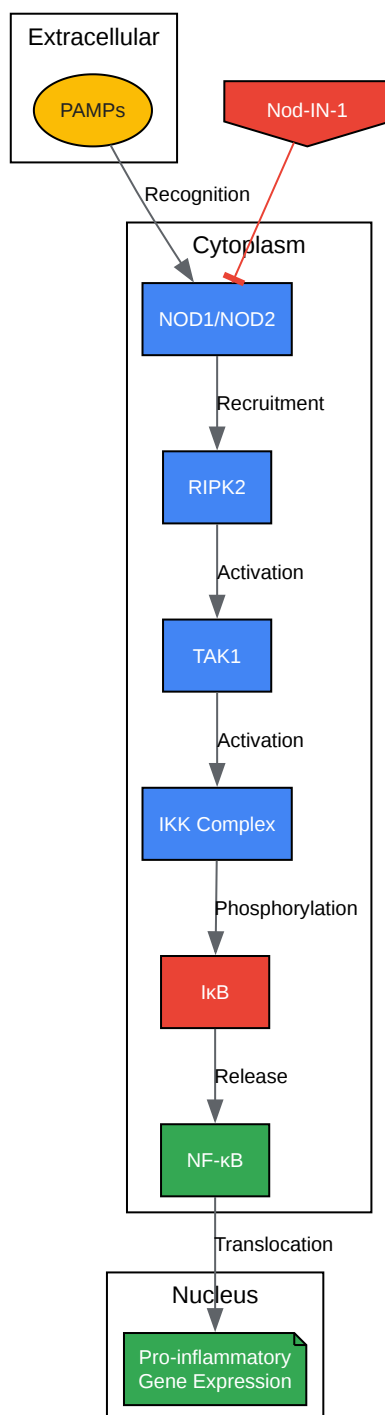 Extracellular
PAMPs
Nod-IN-1
Recognition
Cytoplasm
NOD1/NOD2
Recruitment
RIPK2
Activation
TAK1
Activation
IKK Complex
Phosphorylation
IκB
Release
NF-κB
Translocation
Nucleus
Pro-inflammatory
Gene Expression